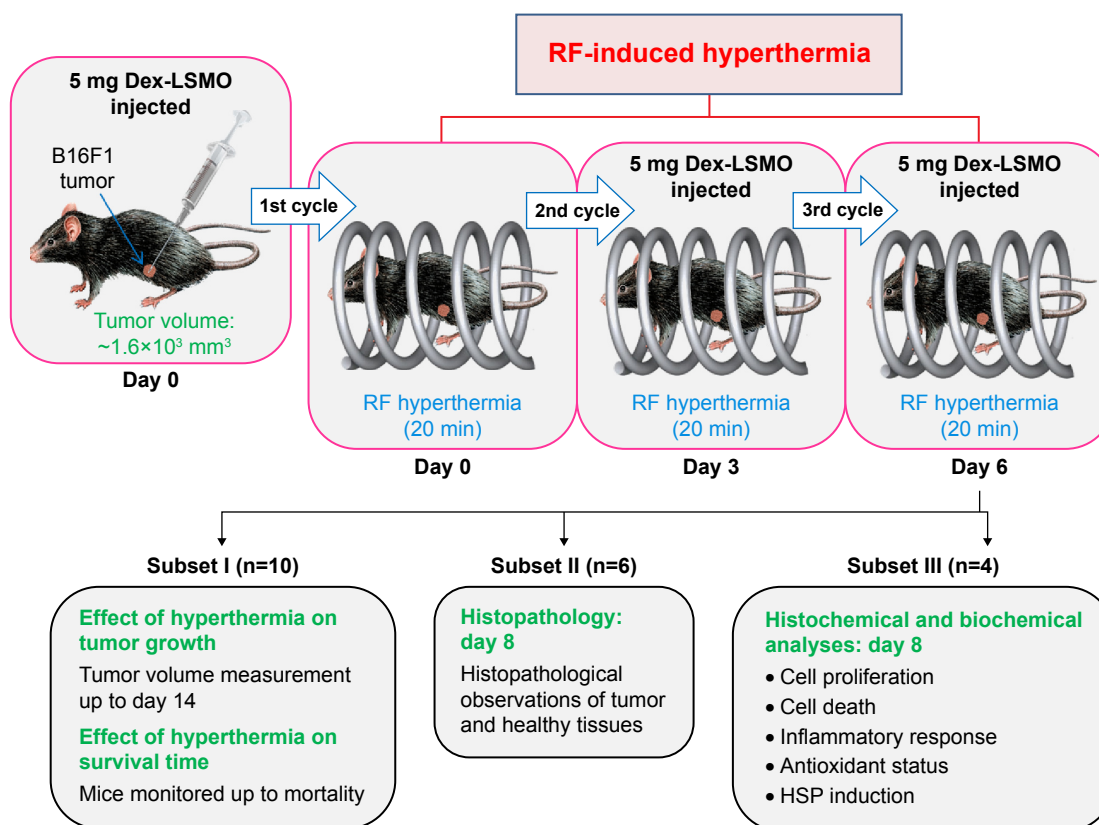 RF-induced hyperthermia
5 mg Dex-LSMO
injected
B16F1
tumor
Tumor volume:
~1.6×10³ mm³
Day 0
1st cycle
RF hyperthermia
(20 min)
Day 0
2nd cycle
5 mg Dex-LSMO
injected
RF hyperthermia
(20 min)
Day 3
3rd cycle
5 mg Dex-LSMO
injected
RF hyperthermia
(20 min)
Day 6
Subset I (n=10)
Effect of hyperthermia on
tumor growth
Tumor volume measurement
up to day 14
Effect of hyperthermia on
survival time
Mice monitored up to mortality
Subset II (n=6)
Histopathology:
day 8
Histopathological
observations of tumor
and healthy tissues
Subset III (n=4)
Histochemical and biochemical
analyses: day 8
• Cell proliferation
• Cell death
• Inflammatory response
• Antioxidant status
• HSP induction